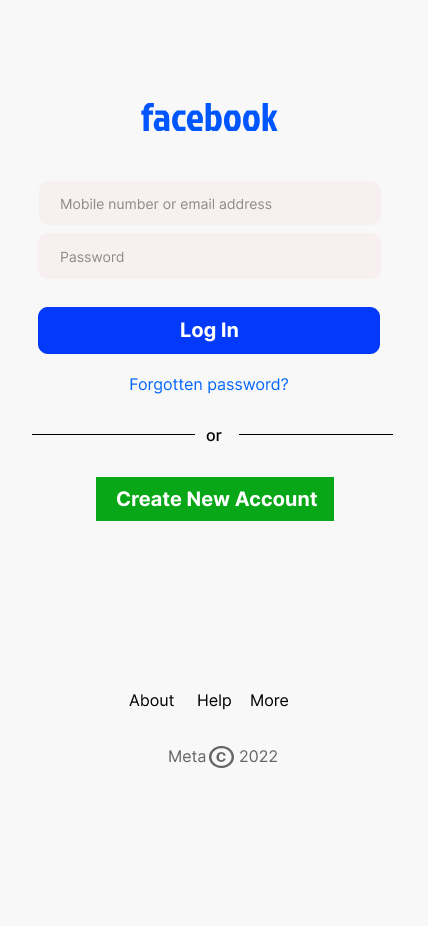 facebook
Mobile number or email address
Password
Log In
Forgotten password?
or
Create New Account
About Help More
Meta © 2022